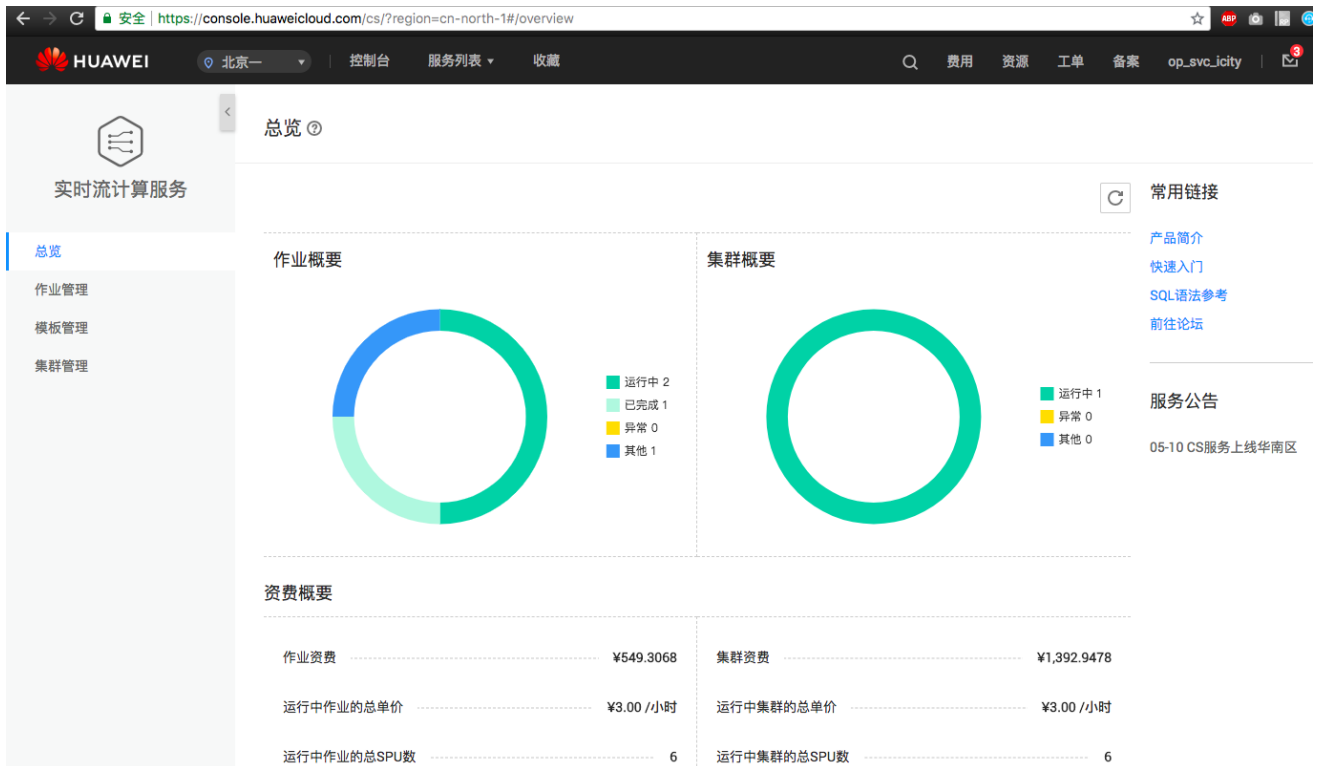 安全 https://console.huaweicloud.com/cs/?region=cn-north-1#/overview
ABP
HUAWEI 北京一 控制台 服务列表 收藏 费用 资源 工单 备案 op_svc_icity 3
实时流计算服务
总览
作业管理
模板管理
集群管理
总览
作业概要
运行中 2
已完成 1
异常 0
其他 1
集群概要
运行中 1
异常 0
其他 0
资费概要
作业资费 ¥549.3068
运行中作业的总单价 ¥3.00 /小时
运行中作业的总SPU数 6
集群资费 ¥1,392.9478
运行中集群的总单价 ¥3.00 /小时
运行中集群的总SPU数 6
常用链接
产品简介
快速入门
SQL语法参考
前往论坛
服务公告
05-10 CS服务上线华南区